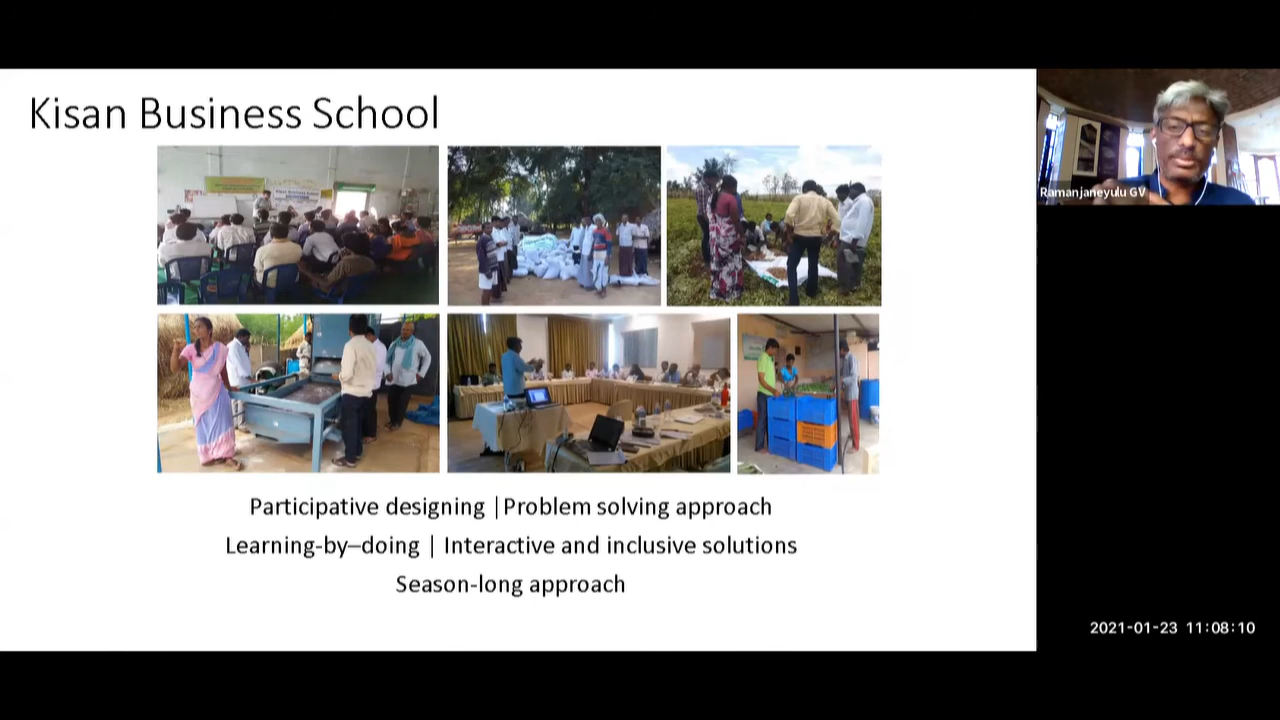 Kisan Business School
Ramanjaneyulu GV
Participative designing |Problem solving approach
Learning-by–doing | Interactive and inclusive solutions
Season-long approach
2021-01-23 11:08:10